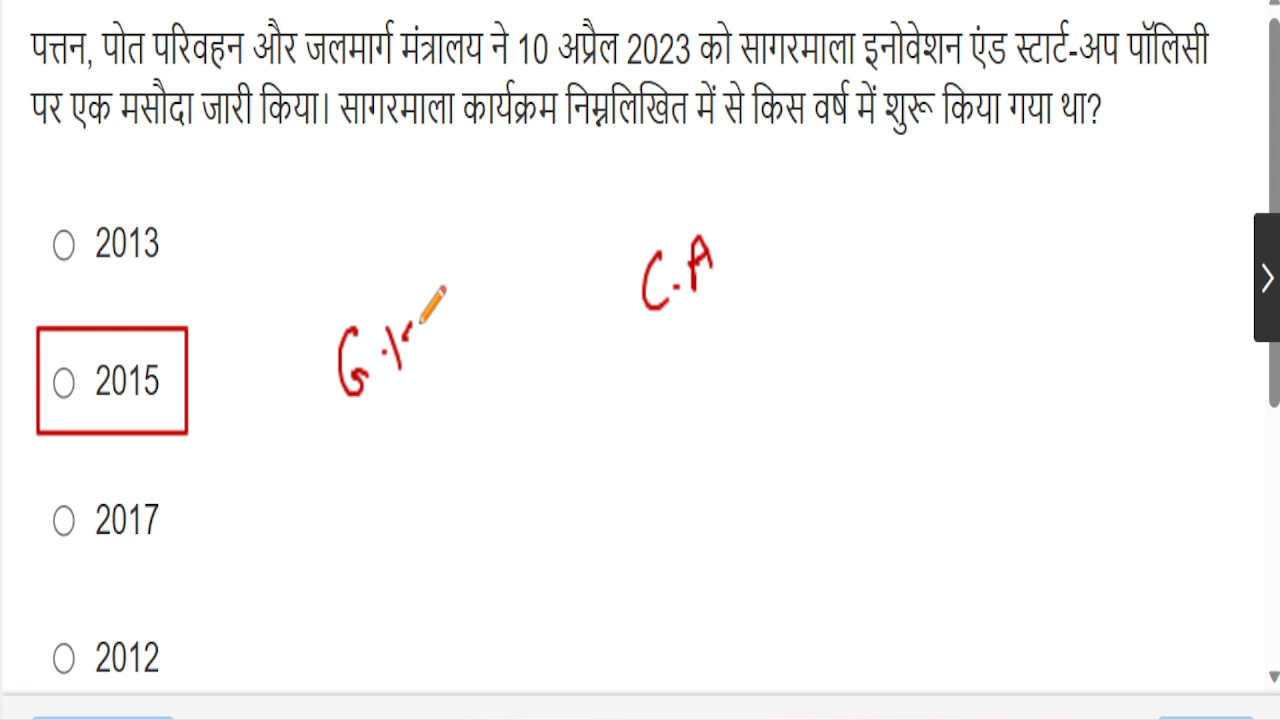 पत्तन, पोत परिवहन और जलमार्ग मंत्रालय ने 10 अप्रैल 2023 को सागरमाला इनोवेशन एंड स्टार्ट-अप पॉलिसी
पर एक मसौदा जारी किया। सागरमाला कार्यक्रम निम्नलिखित में से किस वर्ष में शुरू किया गया था?
2013
C.A
2015
2017
2012